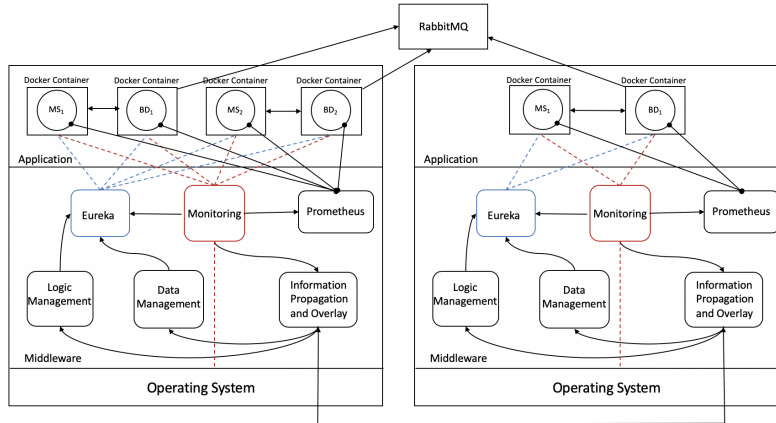 RabbitMQ
Docker Container
Docker Container
Docker Container
Docker Container
MS1
BD1
MS2
BD2
Application
Eureka
Monitoring
Prometheus
Logic
Management
Data
Management
Information
Propagation
and Overlay
Middleware
Operating System
Docker Container
Docker Container
MS1
BD1
Application
Eureka
Monitoring
Prometheus
Logic
Management
Data
Management
Information
Propagation
and Overlay
Middleware
Operating System